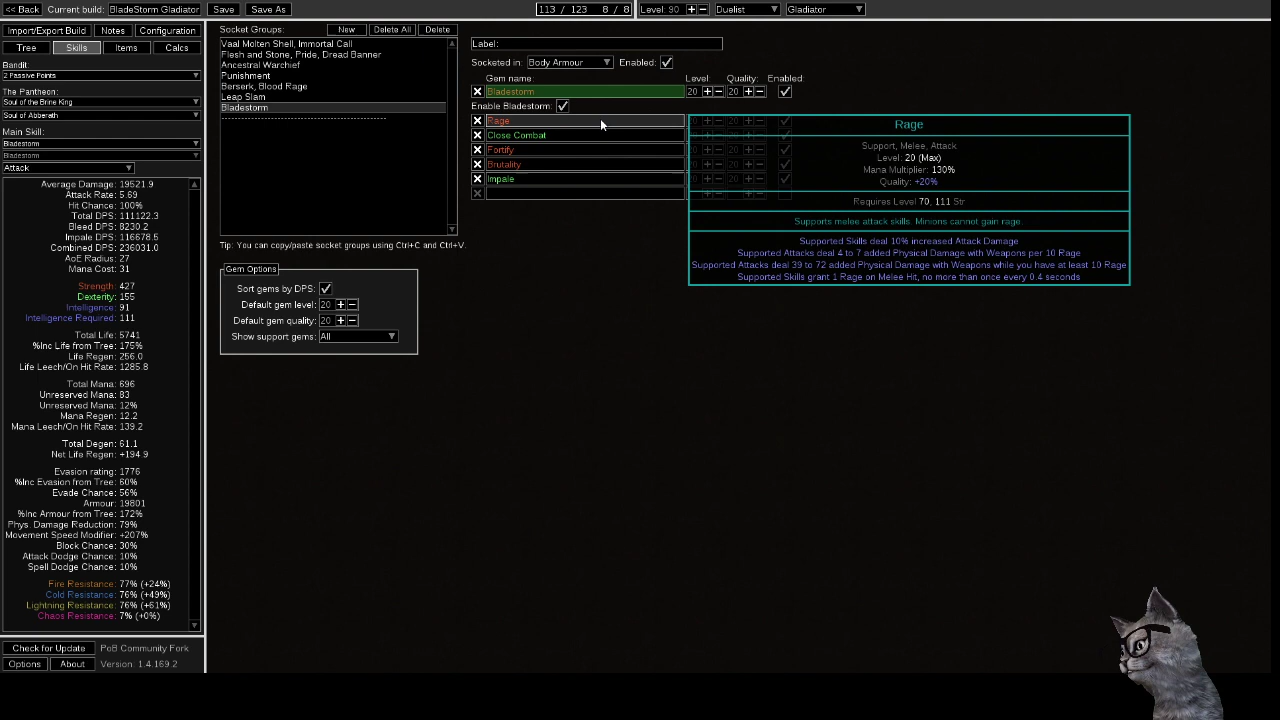 << Back Current build: BladeStorm Gladiator Save Save As 113 / 123 8 / 8 Level: 90 Duelist Gladiator
Import/Export Build Notes Configuration
Tree Skills Items Calcs
Bandit:
2 Passive Points
The Pantheon:
Soul of the Brine King
Soul of Abberath
Main Skill:
Bladestorm
Bladestorm
Attack
Average Damage: 19521.9
Attack Rate: 5.69
Hit Chance: 100%
Total DPS: 111122.3
Bleed DPS: 8230.2
Impale DPS: 116678.5
Combined DPS: 236031.0
AoE Radius: 27
Mana Cost: 31
Strength: 427
Dexterity: 155
Intelligence: 91
Intelligence Required: 111
Total Life: 5741
%Inc Life from Tree: 175%
Life Regen: 256.0
Life Leech/On Hit Rate: 1285.8
Total Mana: 696
Unreserved Mana: 83
Unreserved Mana: 12%
Mana Regen: 12.2
Mana Leech/On Hit Rate: 139.2
Total Degen: 61.1
Net Life Regen: +194.9
Evasion rating: 1776
%Inc Evasion from Tree: 60%
Evade Chance: 56%
Armour: 19801
%Inc Armour from Tree: 172%
Phys. Damage Reduction: 79%
Movement Speed Modifier: +207%
Block Chance: 30%
Attack Dodge Chance: 10%
Spell Dodge Chance: 10%
Fire Resistance: 77% (+24%)
Cold Resistance: 76% (+49%)
Lightning Resistance: 76% (+61%)
Chaos Resistance: 7% (+0%)
Check for Update PoB Community Fork
Options About Version: 1.4.169.2
Socket Groups: New Delete All Delete
Vaal Molten Shell, Immortal Call
Flesh and Stone, Pride, Dread Banner
Ancestral Warchief
Punishment
Berserk, Blood Rage
Leap Slam
Bladestorm
Tip: You can copy/paste socket groups using Ctrl+C and Ctrl+V.
Gem Options
Sort gems by DPS:
Default gem level: 20
Default gem quality: 20
Show support gems: All
Label:
Socketed in: Body Armour Enabled:
Gem name: Level: Quality: Enabled:
Bladestorm 20 20
Enable Bladestorm:
Rage
Close Combat
Fortify
Brutality
Impale
Rage
Support, Melee, Attack
Level: 20 (Max)
Mana Multiplier: 130%
Quality: +20%
Requires Level 70, 111 Str
Supports melee attack skills. Minions cannot gain rage.
Supported Skills deal 10% increased Attack Damage
Supported Attacks deal 4 to 7 added Physical Damage with Weapons per 10 Rage
Supported Attacks deal 39 to 72 added Physical Damage with Weapons while you have at least 10 Rage
Supported Skills grant 1 Rage on Melee Hit, no more than once every 0.4 seconds